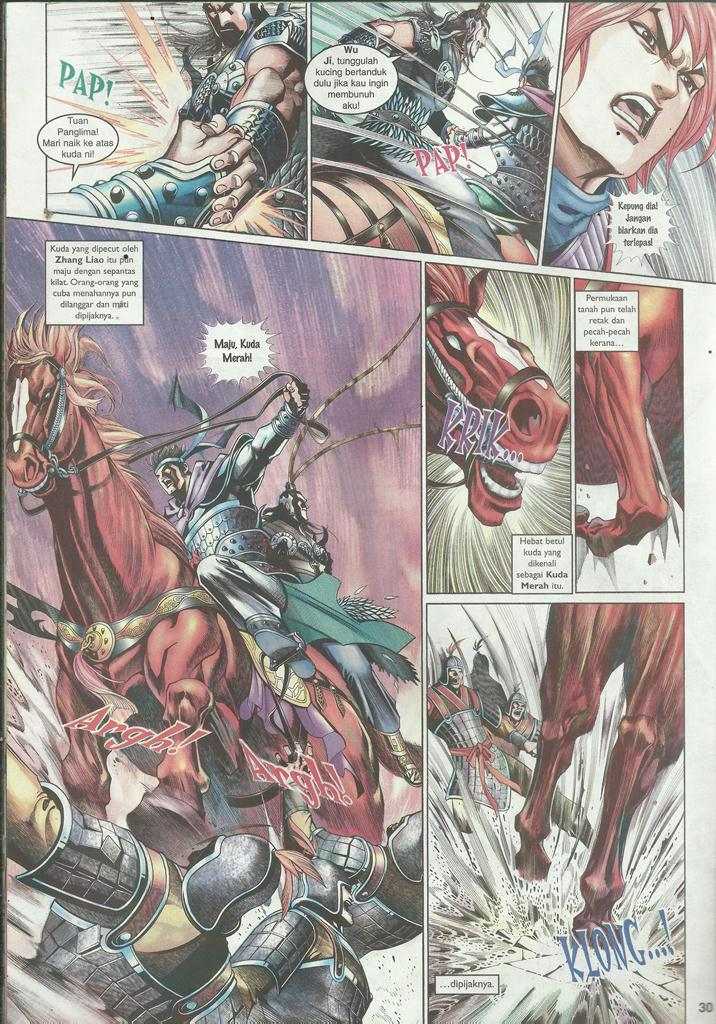 PAP!
Tuan
Panglima!
Mari naik ke atas
kuda ni!
Wu
Ji, tunggulah
kucing bertanduk
dulu jika kau ingin
membunuh
aku!
PAP!
Kepung dia!
Jangan
biarkan dia
terlepas!
Kuda yang dipecut oleh
Zhang Liao itu pun
maju dengan sepantas
kilat. Orang-orang yang
cuba menahannya pun
dilanggar dan mati
dipijaknya. .
Maju, Kuda
Merah!
Argh!
Argh!
KRIK...
Hebat betul
kuda yang
dikenali
sebagai Kuda
Merah itu.
Permukaan
tanah pun telah
retak dan
pecah-pecah
kerana...
KLONG...!
...dipijaknya.
30